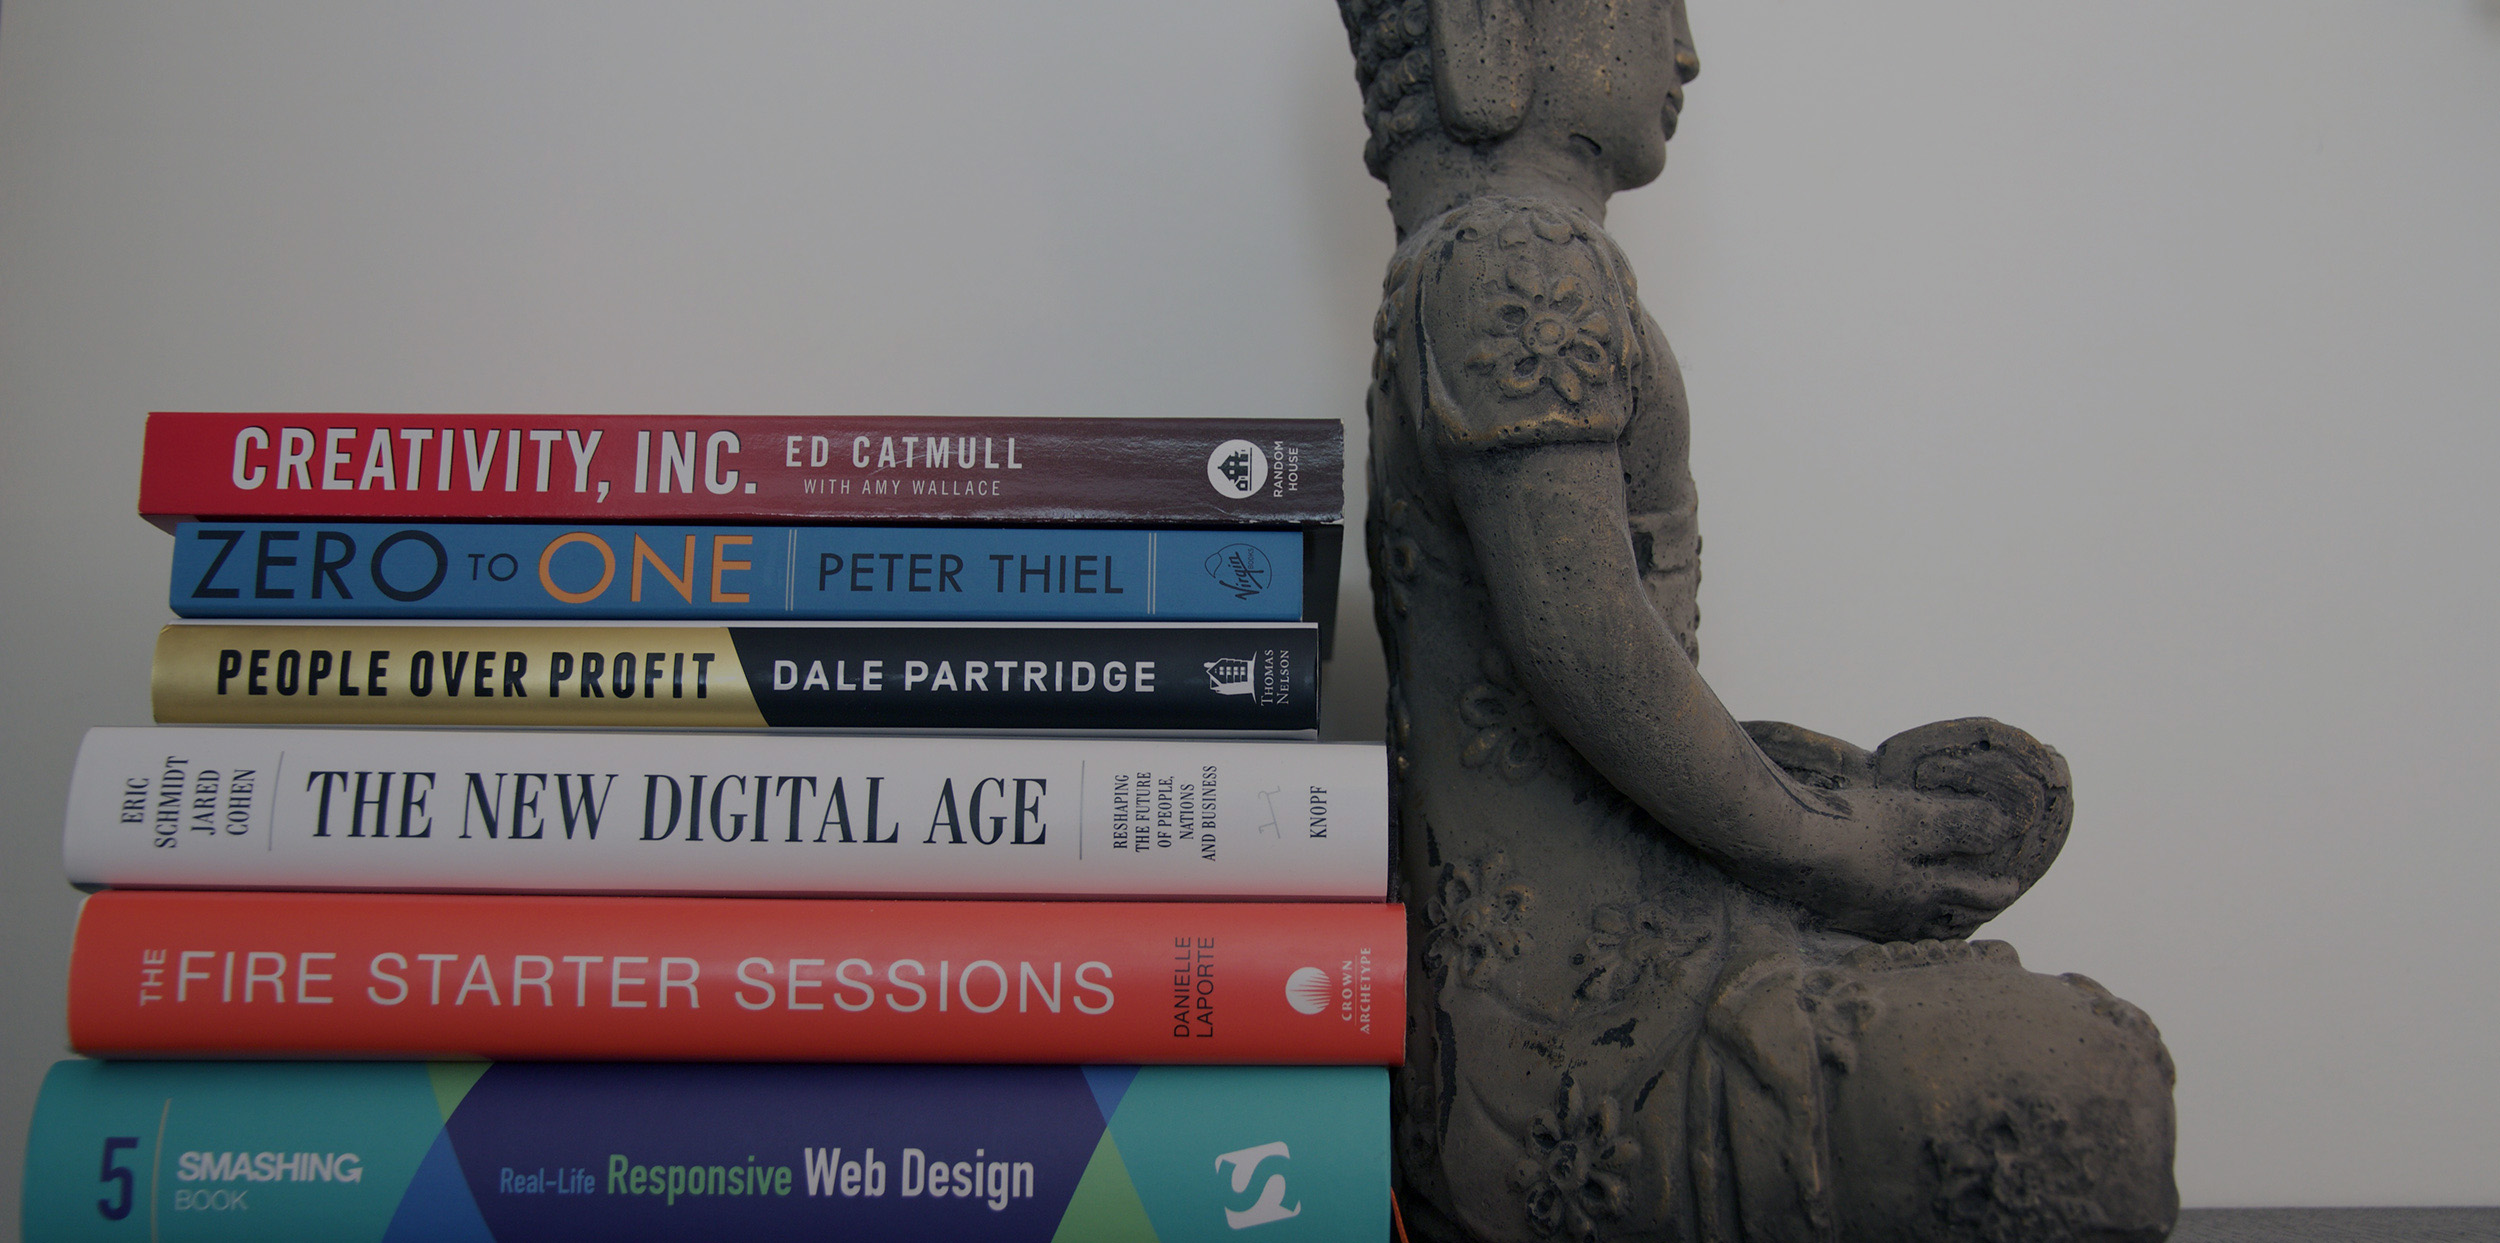 CREATIVITY, INC.
ED CATMULL
WITH AMY WALLACE
RANDOM
HOUSE
ZERO TO ONE
PETER THIEL
Virgin
BOOKS
PEOPLE OVER PROFIT
DALE PARTRIDGE
THOMAS
NELSON
ERIC
SCHMIDT
JARED
COHEN
THE NEW DIGITAL AGE
RESHAPING
THE FUTURE
OF PEOPLE,
NATIONS
AND BUSINESS
KNOPF
THE
FIRE STARTER SESSIONS
DANIELLE
LAPORTE
CROWN
ARCHETYPE
5
SMASHING
BOOK
Real-Life Responsive Web Design
S